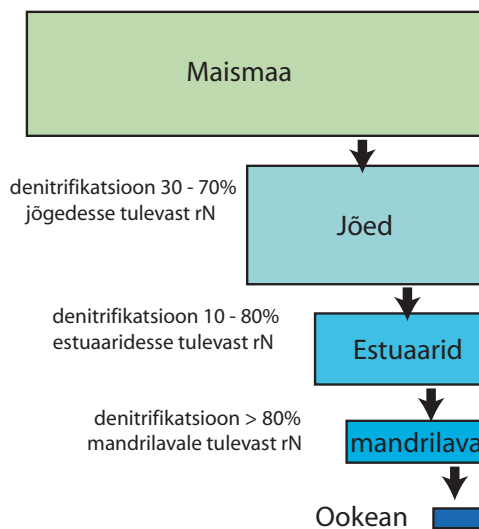 Maismaa
denitrifikatsioon 30 - 70%
jõgedesse tulevast rN
Jõed
denitrifikatsioon 10 - 80%
estuaaridesse tulevast rN
Estuaarid
denitrifikatsioon > 80%
mandrilavale tulevast rN
mandrilava
Ookean